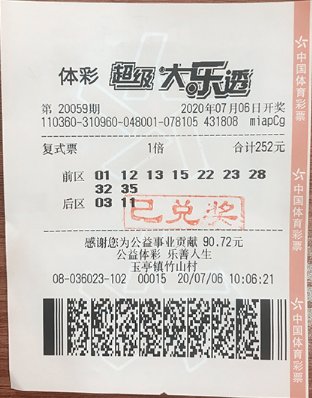 体彩 超级大乐透
第 20059期 2020年07月06日开奖
110360-310960-048001-078105 431808 miapCg
复式票 1倍 合计252元
前区 01 12 13 15 22 23 28
32 35
后区 03 11
已兑奖
感谢您为公益事业贡献 90.72元
公益体彩 乐善人生
玉亭镇竹山村
08-036023-102 00015 20/07/06 10:06:21
中国体育彩票
中国体育彩票
中国体育彩票